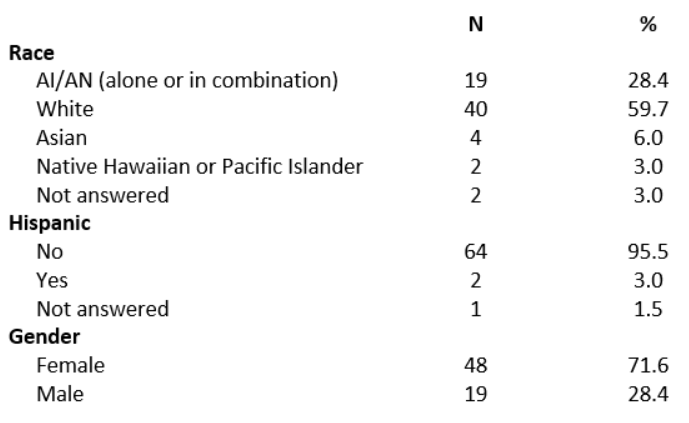 N %
Race
AI/AN (alone or in combination) 19 28.4
White 40 59.7
Asian 4 6.0
Native Hawaiian or Pacific Islander 2 3.0
Not answered 2 3.0
Hispanic
No 64 95.5
Yes 2 3.0
Not answered 1 1.5
Gender
Female 48 71.6
Male 19 28.4